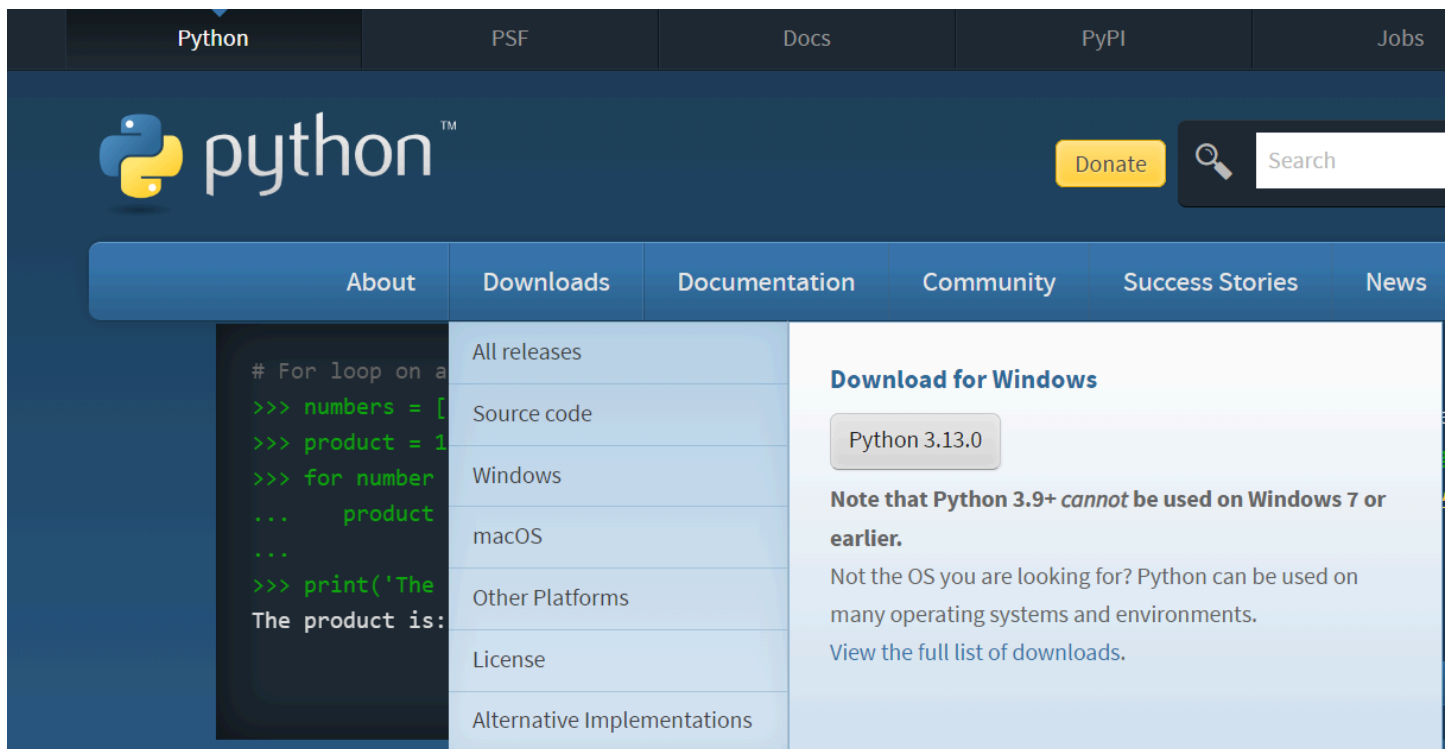 Python PSF Docs PyPI Jobs
python™
Donate Search
About Downloads Documentation Community Success Stories News
# For loop on a
>>> numbers = [
>>> product = 1
>>> for number
... product
...
>>> print('The
The product is:
All releases
Source code
Windows
macOS
Other Platforms
License
Alternative Implementations
Download for Windows
Python 3.13.0
Note that Python 3.9+ cannot be used on Windows 7 or
earlier.
Not the OS you are looking for? Python can be used on
many operating systems and environments.
View the full list of downloads.